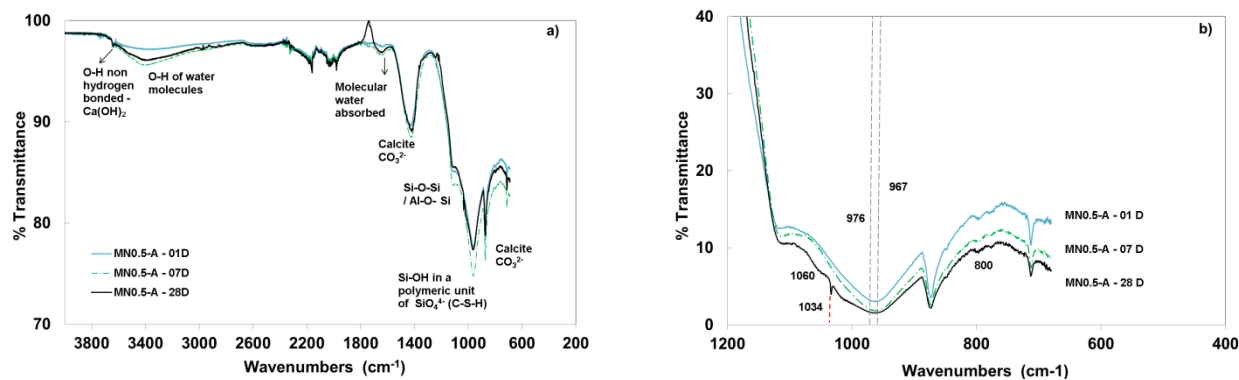 a)
100
90
80
70
% Transmittance
3800 3400 3000 2600 2200 1800 1400 1000 600 200
Wavenumbers (cm⁻¹)
O-H non
hydrogen
bonded -
Ca(OH)₂
O-H of water
molecules
Molecular
water
absorbed
Calcite
CO₃²⁻
Si-O-Si
/ Al-O- Si
Si-OH in a
polymeric unit
of SiO₄⁴⁻ (C-S-H)
Calcite
CO₃²⁻
MN0.5-A - 01D
MN0.5-A - 07D
MN0.5-A - 28D
b)
40
30
20
10
0
% Transmittance
1200 1000 800 600 400
Wavenumbers (cm-1)
967
976
1060
1034
800
MN0.5-A - 01 D
MN0.5-A - 07 D
MN0.5-A - 28 D